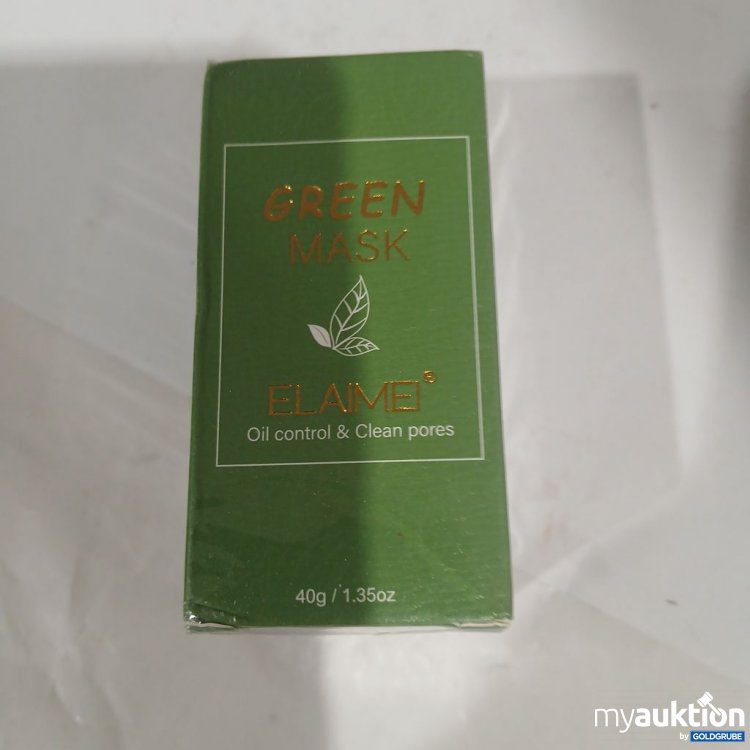 GREEN
MASK
ELAIMEI®
Oil control & Clean pores
40g / 1.35oz
myauktion
by GOLDGRUBE